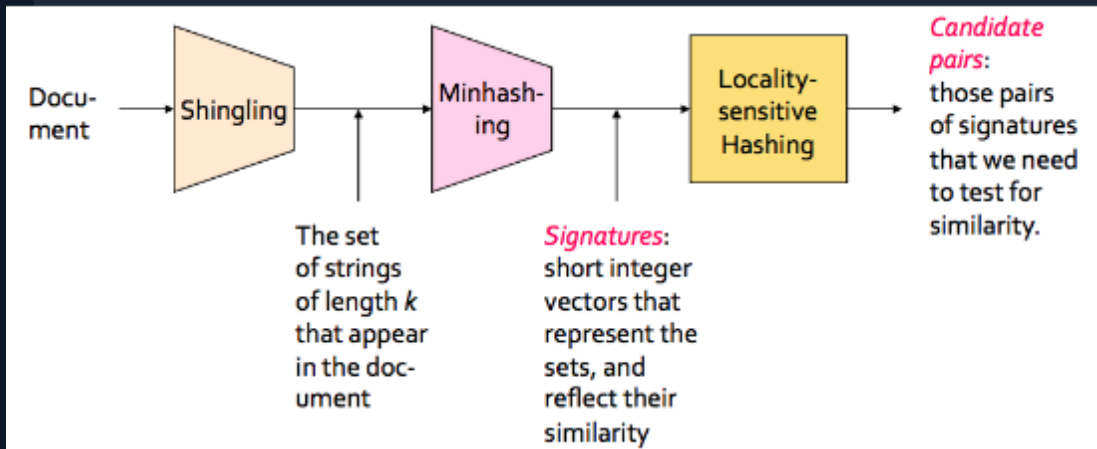 Docu-
ment
Shingling
Minhash-
ing
Locality-
sensitive
Hashing
Candidate
pairs:
those pairs
of signatures
that we need
to test for
similarity.
The set
of strings
of length k
that appear
in the doc-
ument
Signatures:
short integer
vectors that
represent the
sets, and
reflect their
similarity